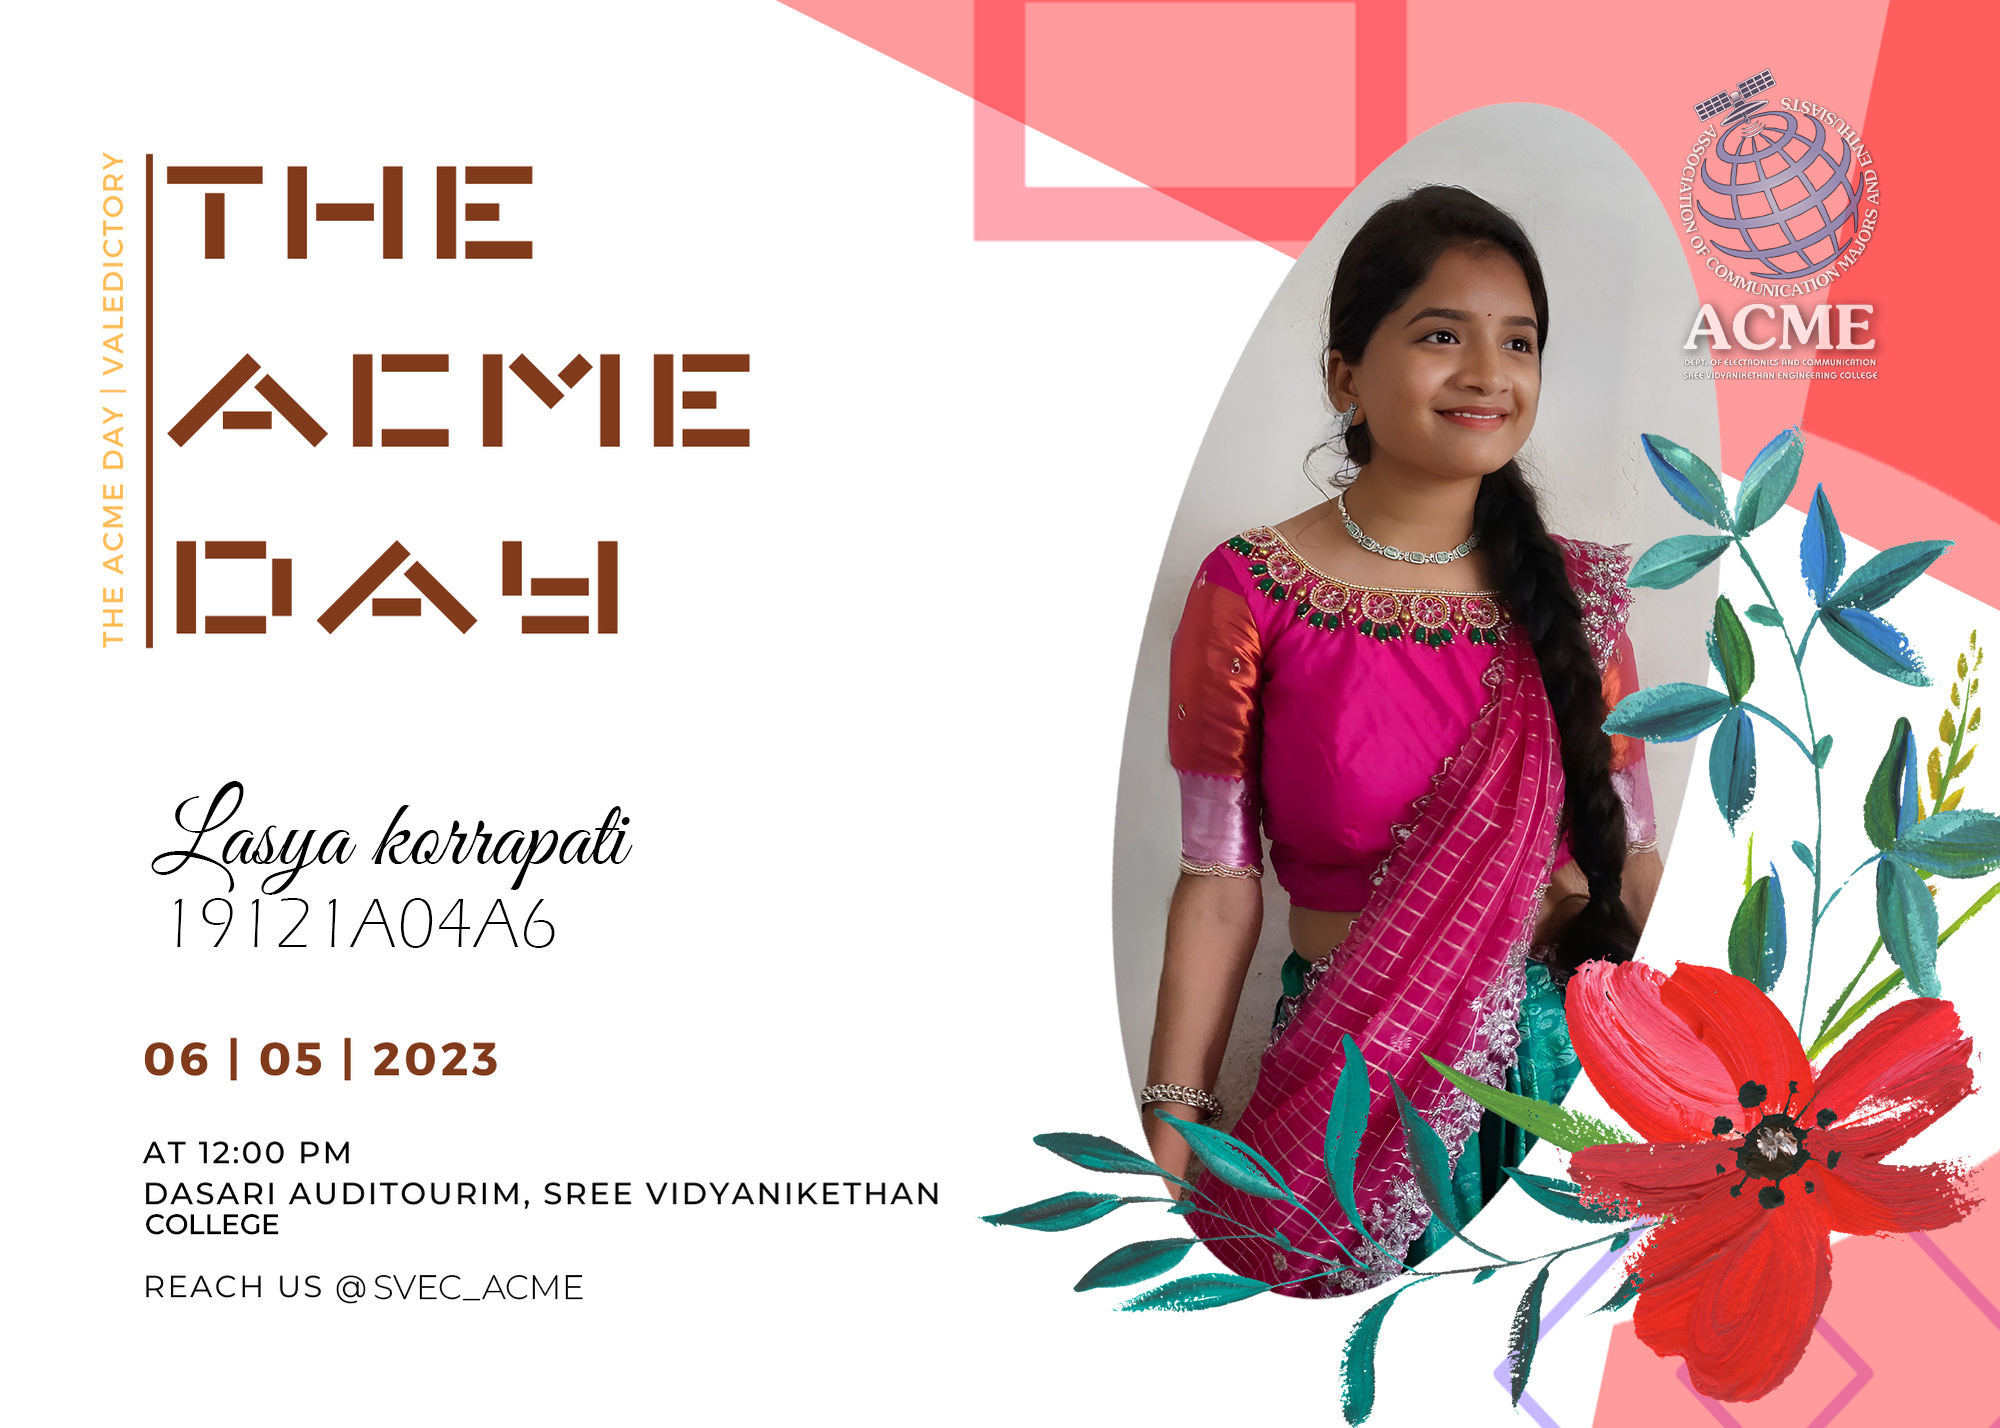 THE ACME DAY | VALEDICTORY
THE
ACME
DAY
Lasya korrapati
19121A04A6
06 | 05 | 2023
AT 12:00 PM
DASARI AUDITOURIM, SREE VIDYANIKETHAN
COLLEGE
REACH US @SVEC_ACME
ASSOCIATION OF COMMUNICATION MAJORS AND ENTHUSIASTS
ACME
DEPT. OF ELECTRONICS AND COMMUNICATION
SREE VIDYANIKETHAN ENGINEERING COLLEGE